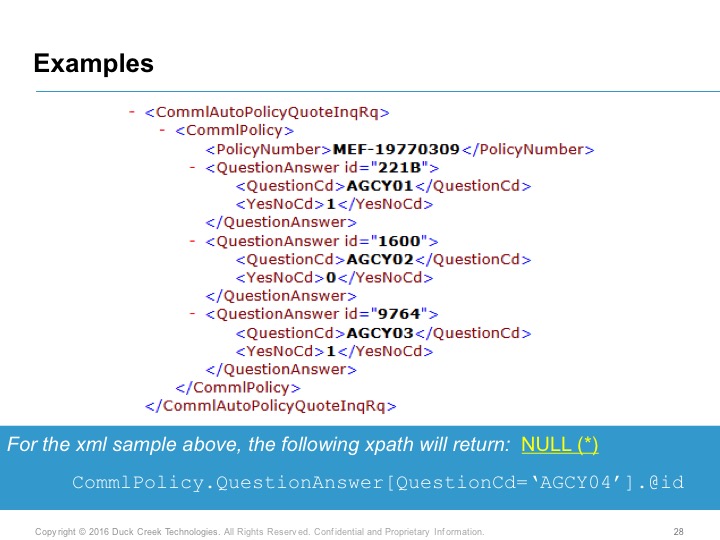 Examples
- <CommlAutoPolicyQuoteInqRq>
- <CommlPolicy>
<PolicyNumber>MEF-19770309</PolicyNumber>
- <QuestionAnswer id="221B">
<QuestionCd>AGCY01</QuestionCd>
<YesNoCd>1</YesNoCd>
</QuestionAnswer>
- <QuestionAnswer id="1600">
<QuestionCd>AGCY02</QuestionCd>
<YesNoCd>0</YesNoCd>
</QuestionAnswer>
- <QuestionAnswer id="9764">
<QuestionCd>AGCY03</QuestionCd>
<YesNoCd>1</YesNoCd>
</QuestionAnswer>
</CommlPolicy>
</CommlAutoPolicyQuoteInqRq>
For the xml sample above, the following xpath will return: NULL (*)
CommlPolicy.QuestionAnswer[QuestionCd=‘AGCY04’].@id
Copyright © 2016 Duck Creek Technologies. All Rights Reserved. Confidential and Proprietary Information. 28